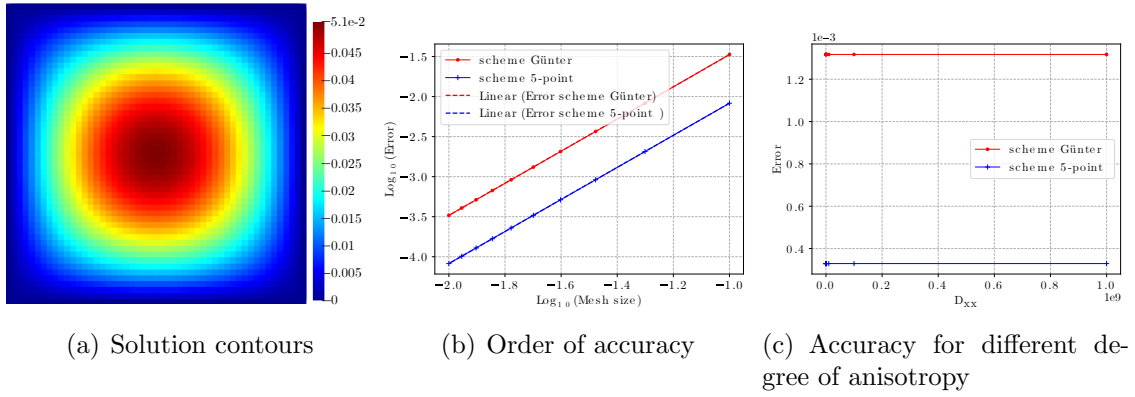 5.1e-2
0.045
0.04
0.035
0.03
0.025
0.02
0.015
0.01
0.005
0
(a) Solution contours
scheme Günter
scheme 5-point
Linear (Error scheme Günter)
Linear (Error scheme 5-point )
Log10(Error)
−1.5
−2.0
−2.5
−3.0
−3.5
−4.0
−2.0 −1.8 −1.6 −1.4 −1.2 −1.0
Log10(Mesh size)
(b) Order of accuracy
1e−3
Error
1.2
1.0
0.8
0.6
0.4
scheme Günter
scheme 5-point
0.0 0.2 0.4 0.6 0.8 1.0
1e9
Dxx
(c) Accuracy for different de-
gree of anisotropy